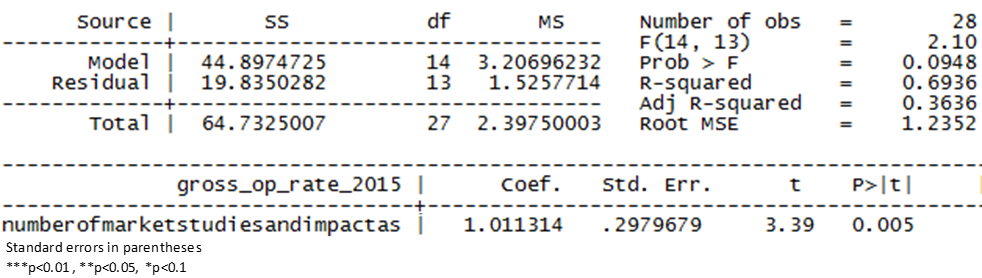 Source | SS df MS Number of obs = 28
-------------+---------------------------------- F(14, 13) = 2.10
Model | 44.8974725 14 3.20696232 Prob > F = 0.0948
Residual | 19.8350282 13 1.5257714 R-squared = 0.6936
-------------+---------------------------------- Adj R-squared = 0.3636
Total | 64.7325007 27 2.39750003 Root MSE = 1.2352
------------------------------------------------------------------------------
gross_op_rate_2015 | Coef. Std. Err. t P>|t|
---------------------------------+--------------------------------------------
numberofmarketstudiesandimpactas | 1.011314 .2979679 3.39 0.005
Standard errors in parentheses
***p<0.01, **p<0.05, *p<0.1